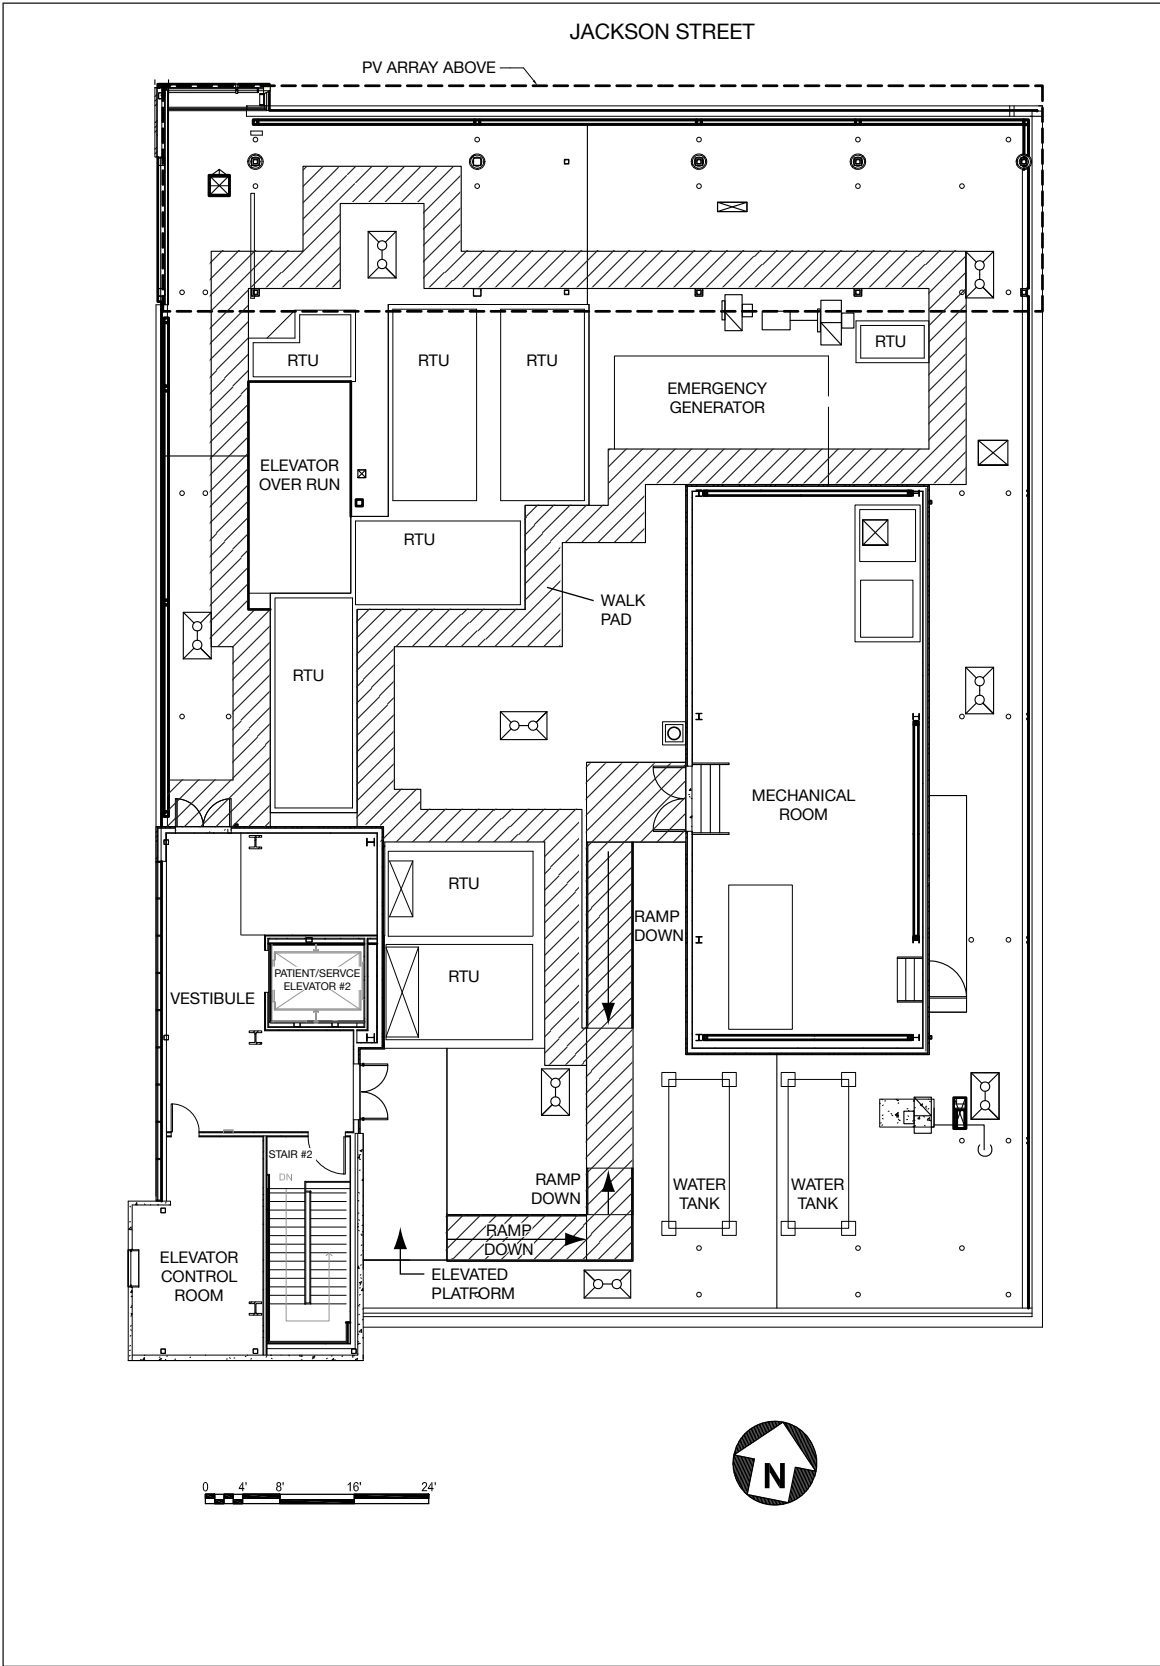 JACKSON STREET
PV ARRAY ABOVE
RTU
RTU
RTU
RTU
EMERGENCY
GENERATOR
ELEVATOR
OVER RUN
RTU
WALK
PAD
RTU
MECHANICAL
ROOM
RTU
RAMP
DOWN
PATIENT/SERVCE
ELEVATOR #2
RTU
VESTIBULE
STAIR #2
DN
RAMP
DOWN
WATER
TANK
WATER
TANK
RAMP
DOWN
ELEVATOR
CONTROL
ROOM
ELEVATED
PLATFORM
N
0 4' 8' 16' 24'